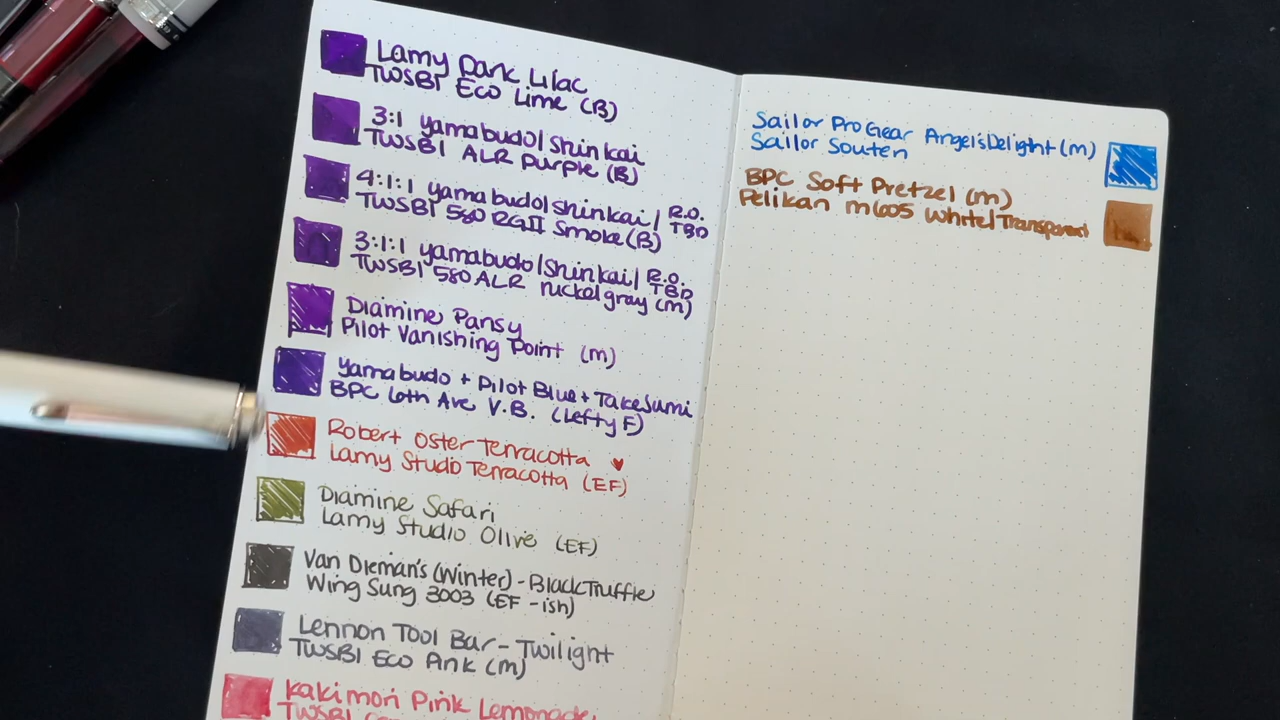 Lamy Dark Lilac
TWSBI Eco Lime (B)
3:1 yamabudo/shinkai
TWSBI ALR Purple (B)
4:1:1 yamabudo/shinkai/ R.O. TBD
TWSBI 580 RGII Smoke (B)
3:1:1 yamabudo/shinkai/ R.O. TBD
TWSBI 580 ALR nickel gray (m)
Diamine Pansy
Pilot Vanishing Point (m)
yamabudo + Pilot Blue + Takesumi
BPC 6th Ave V.B. (Lefty F)
Robert Oster Terracotta ♥
Lamy Studio Terracotta (EF)
Diamine Safari
Lamy Studio Olive (EF)
Van Dieman's (Winter) - Black Truffle
Wing Sung 3003 (EF -ish)
Lennon Tool Bar - Twilight
TWSBI Eco Pink (m)
Kakimori Pink Lemonade
TWSBI
Sailor ProGear Angel's Delight (m)
Sailor Souten
BPC Soft Pretzel (m)
Pelikan m605 White/Transparent